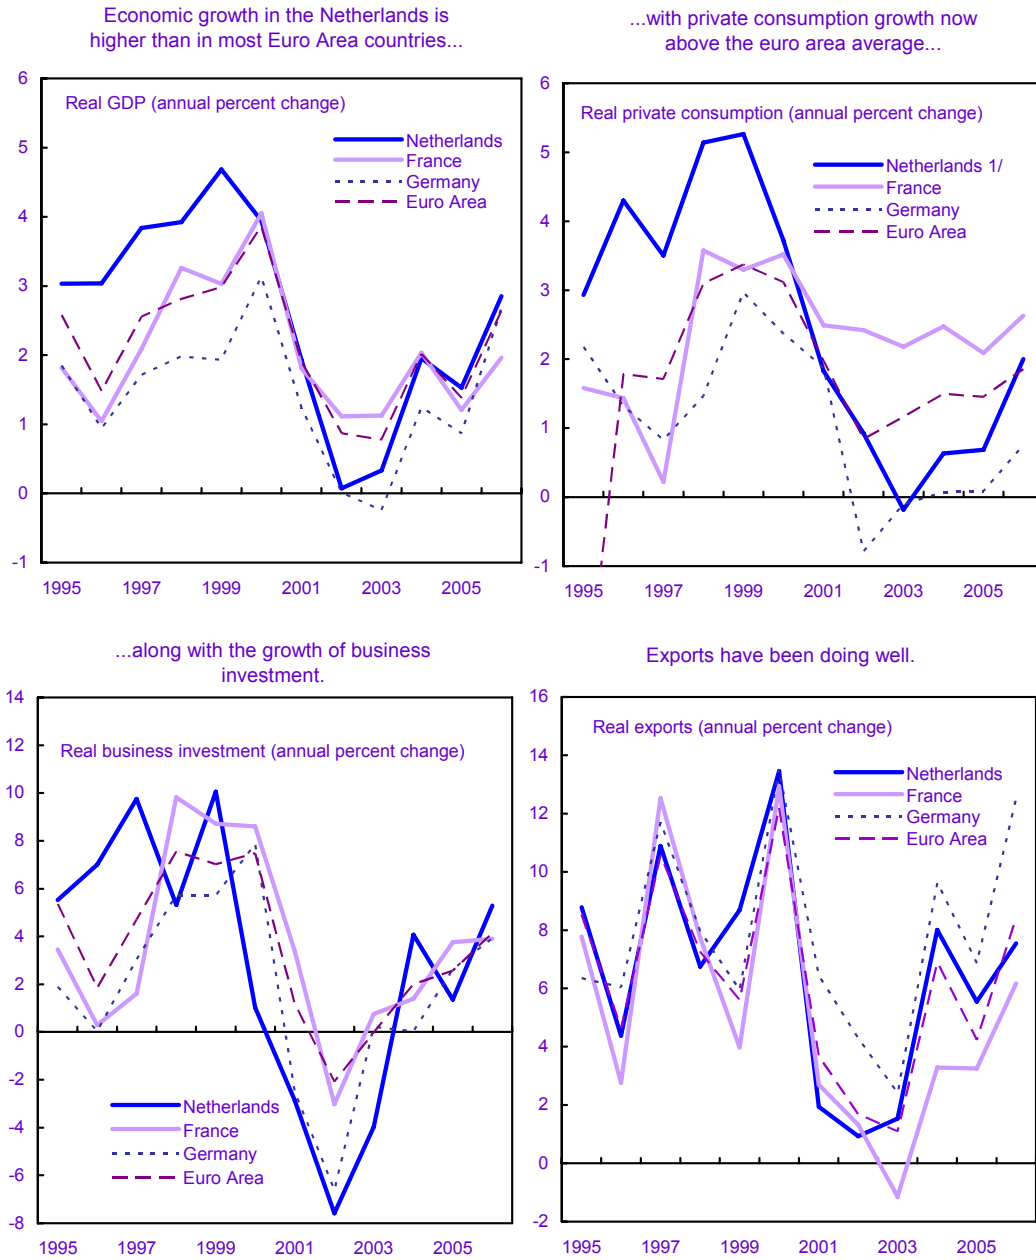 Economic growth in the Netherlands is
higher than in most Euro Area countries...
6
5
4
3
2
1
0
-1
Real GDP (annual percent change)
Netherlands
France
Germany
Euro Area
1995 1997 1999 2001 2003 2005
...with private consumption growth now
above the euro area average...
6
5
4
3
2
1
0
-1
Real private consumption (annual percent change)
Netherlands 1/
France
Germany
Euro Area
1995 1997 1999 2001 2003 2005
...along with the growth of business
investment.
14
12
10
8
6
4
2
0
-2
-4
-6
-8
Real business investment (annual percent change)
Netherlands
France
Germany
Euro Area
1995 1997 1999 2001 2003 2005
Exports have been doing well.
16
14
12
10
8
6
4
2
0
-2
Real exports (annual percent change)
Netherlands
France
Germany
Euro Area
1995 1997 1999 2001 2003 2005